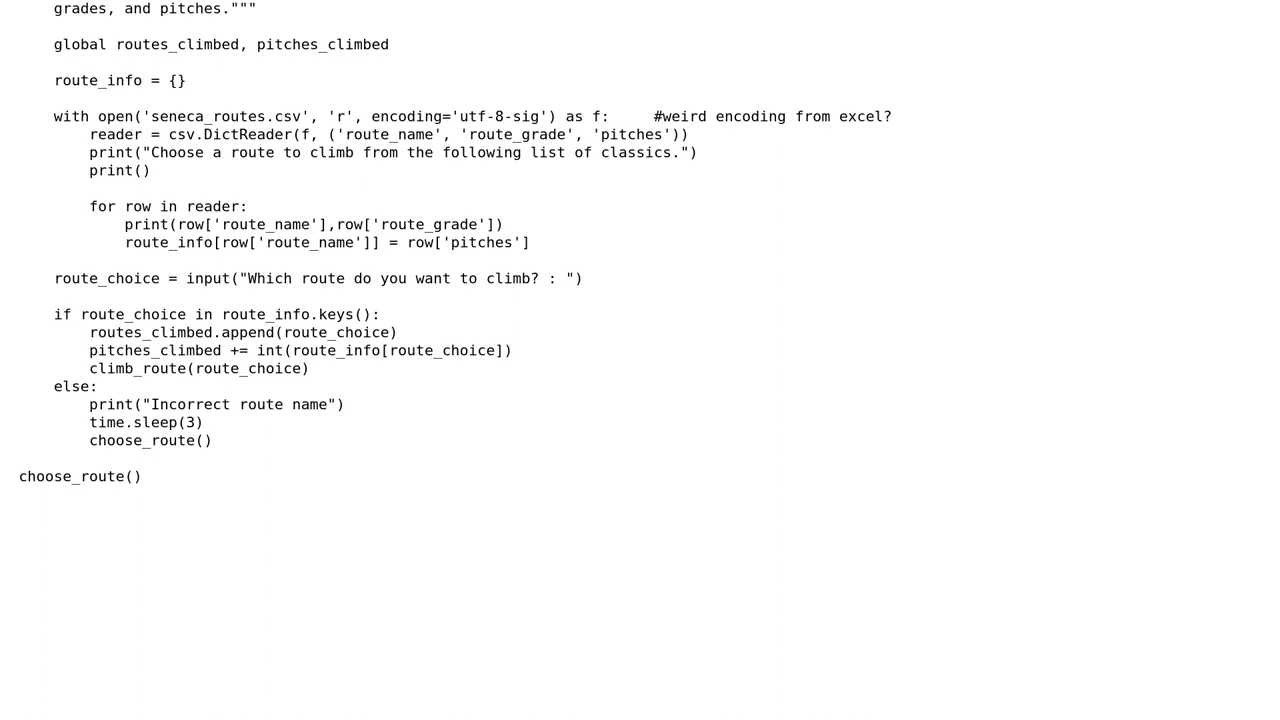 grades, and pitches."""
global routes_climbed, pitches_climbed
route_info = {}
with open('seneca_routes.csv', 'r', encoding='utf-8-sig') as f:     #weird encoding from excel?
reader = csv.DictReader(f, ('route_name', 'route_grade', 'pitches'))
print("Choose a route to climb from the following list of classics.")
print()
for row in reader:
print(row['route_name'],row['route_grade'])
route_info[row['route_name']] = row['pitches']
route_choice = input("Which route do you want to climb? : ")
if route_choice in route_info.keys():
routes_climbed.append(route_choice)
pitches_climbed += int(route_info[route_choice])
climb_route(route_choice)
else:
print("Incorrect route name")
time.sleep(3)
choose_route()
choose_route()